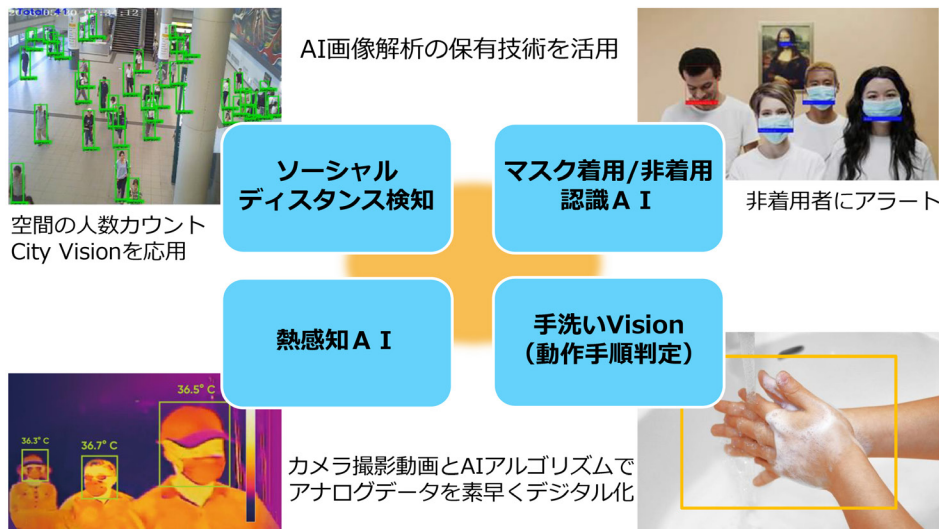 Total: 41
AI画像解析の保有技術を活用
ソーシャル
ディスタンス検知
マスク着用/非着用
認識ＡＩ
空間の人数カウント
City Visionを応用
非着用者にアラート
熱感知ＡＩ
手洗いVision
（動作手順判定）
36.5° C
36.3° C
36.7° C
カメラ撮影動画とAIアルゴリズムで
アナログデータを素早くデジタル化